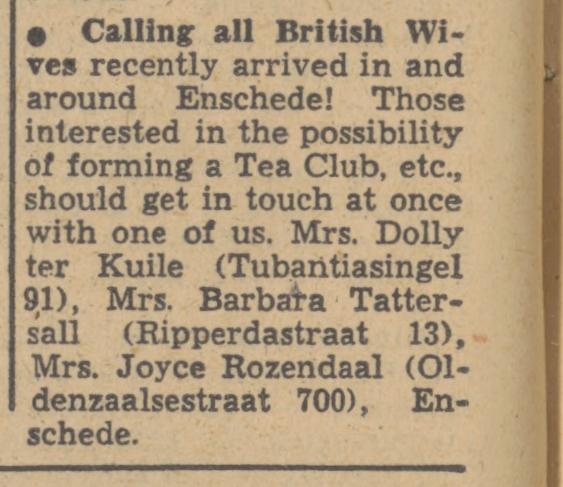 ● Calling all British Wi-
ves recently arrived in and
around Enschede! Those
interested in the possibility
of forming a Tea Club, etc.,
should get in touch at once
with one of us. Mrs. Dolly
ter Kuile (Tubantiasingel
91), Mrs. Barbara Tatter-
sall (Ripperdastraat 13),
Mrs. Joyce Rozendaal (Ol-
denzaalsestraat 700), En-
schede.